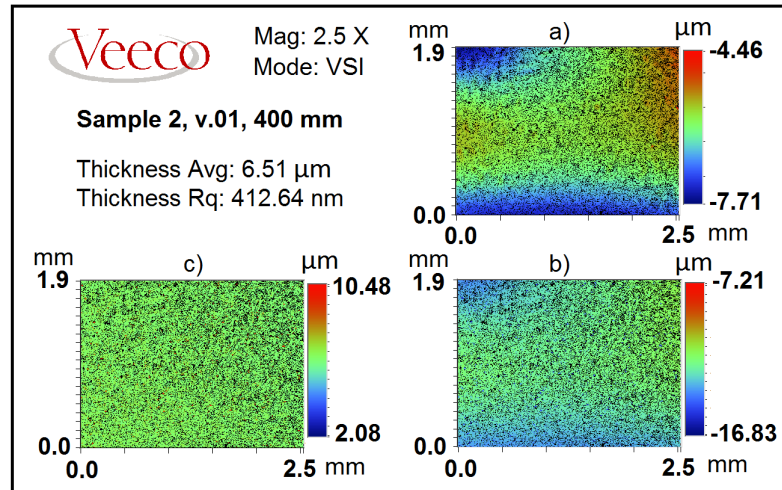 Veeco
Mag: 2.5 X
Mode: VSI
Sample 2, v.01, 400 mm
Thickness Avg: 6.51 µm
Thickness Rq: 412.64 nm
mm
a)
µm
1.9
-4.46
0.0
-7.71
0.0
2.5 mm
mm
c)
µm
1.9
10.48
0.0
2.08
0.0
2.5 mm
b)
µm
1.9
-7.21
0.0
-16.83
0.0
2.5 mm